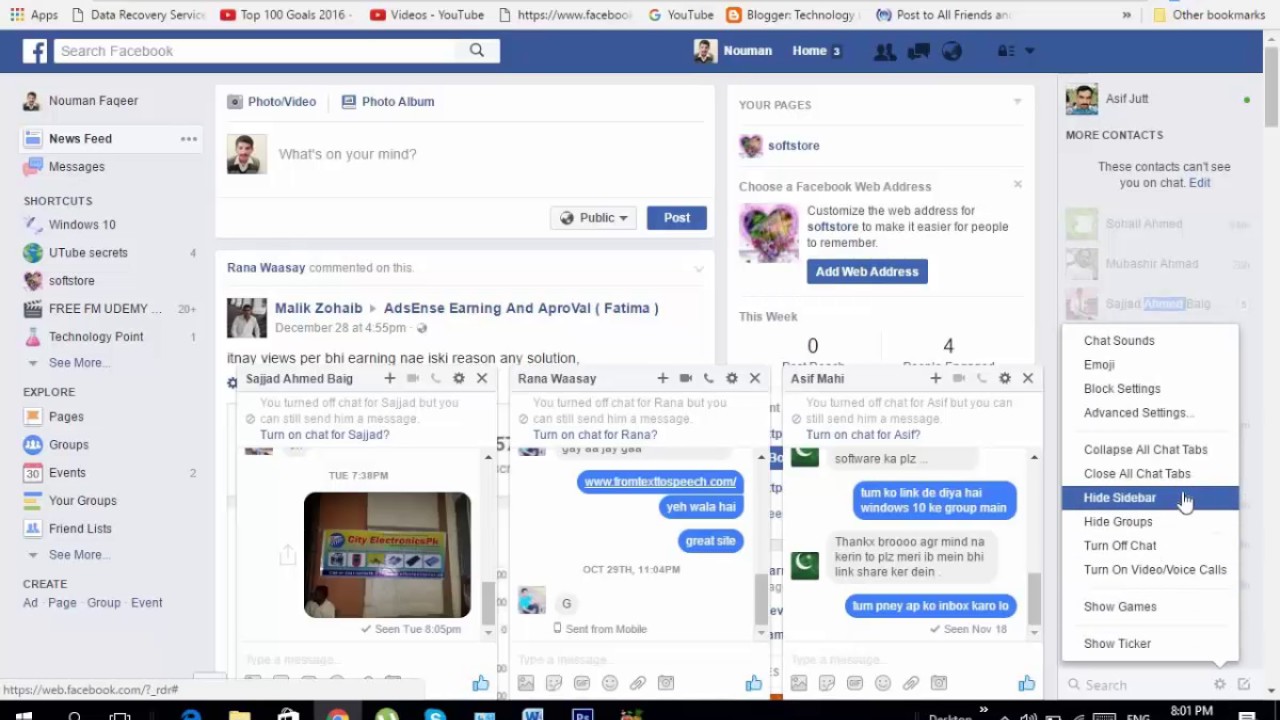 Apps
Data Recovery Service
Top 100 Goals 2016 -
Videos - YouTube
https://www.facebook
YouTube
Blogger: Technology
Post to All Friends an
»
Other bookmarks
Search Facebook
Nouman
Home 3
Nouman Faqeer
News Feed
Messages
SHORTCUTS
Windows 10
UTube secrets 4
softstore
FREE FM UDEMY ... 20+
Technology Point 1
See More...
EXPLORE
Pages
Groups
30 Events 2
Your Groups
Friend Lists
See More...
CREATE
Ad · Page · Group · Event
https://web.facebook.com/?_rdr#
Photo/Video
Photo Album
What's on your mind?
Public
Post
Rana Waasay commented on this.
Malik Zohaib ▸ AdsEnse Earning And AproVal ( Fatima )
December 28 at 4:55pm ·
itnay views per bhi earning nae iski reason any solution,
YOUR PAGES
softstore
Choose a Facebook Web Address
Customize the web address for
softstore to make it easier for people
to remember.
Add Web Address
This Week
0
4
Asif Jutt
MORE CONTACTS
These contacts can't see
you on chat. Edit
Sohail Ahmed
Mubashir Ahmad
Sajjad Ahmed Baig
Chat Sounds
Emoji
Block Settings
Advanced Settings...
Collapse All Chat Tabs
Close All Chat Tabs
Hide Sidebar
Hide Groups
Turn Off Chat
Turn On Video/Voice Calls
Show Games
Show Ticker
Search
Sajjad Ahmed Baig
You turned off chat for Sajjad but you
can still send him a message.
Turn on chat for Sajjad?
TUE 7:38PM
City ElectronicsPk
Seen Tue 8:05pm
Type a message...
Rana Waasay
You turned off chat for Rana but you
can still send him a message.
Turn on chat for Rana?
gay aa jay gaa
www.fromtexttospeech.com/
yeh wala hai
great site
OCT 29TH, 11:04PM
G
Sent from Mobile
Type a message...
Asif Mahi
You turned off chat for Asif but you can
still send him a message.
Turn on chat for Asif?
software ka plz ...
tum ko link de diya hai
windows 10 ke group main
Thankx broooo agr mind na
kerin to plz meri ib mein bhi
link share ker dein .
tum pney ap ko inbox karo lo
Seen Nov 18
Type a message...
Desktop
»
ENG
8:01 PM